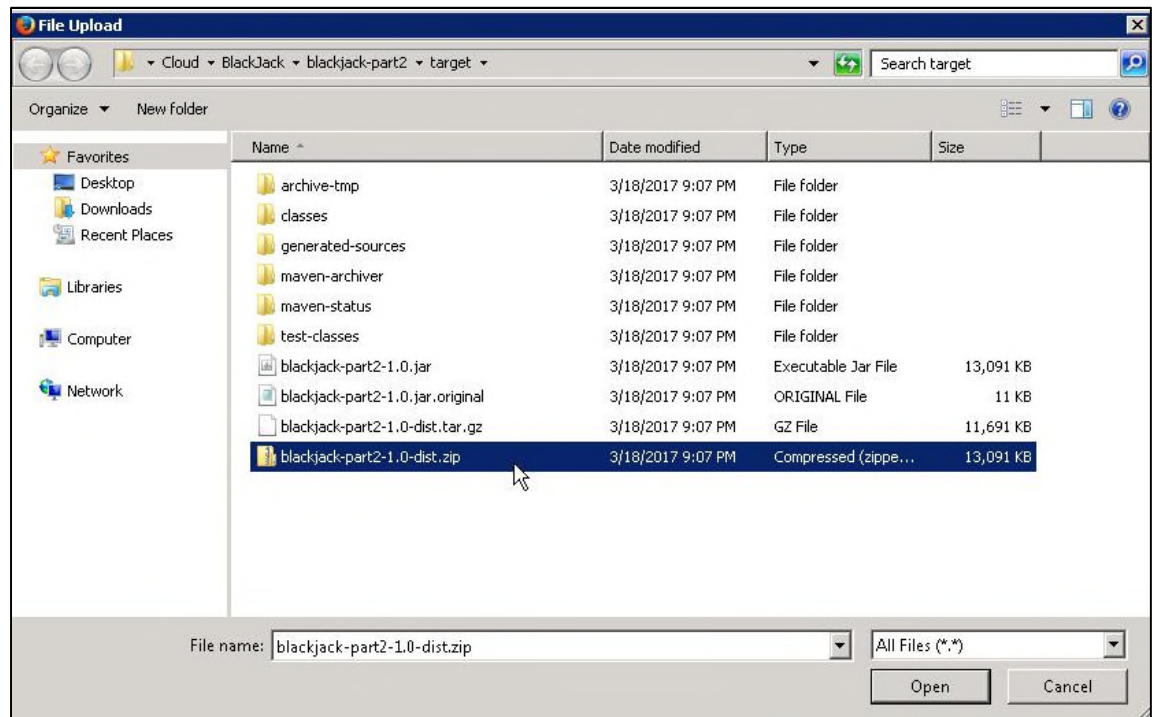 File Upload
Cloud BlackJack blackjack-part2 target
Search target
Organize New folder
Name Date modified Type Size
Favorites
Desktop
Downloads
Recent Places
Libraries
Computer
Network
archive-tmp 3/18/2017 9:07 PM File folder
classes 3/18/2017 9:07 PM File folder
generated-sources 3/18/2017 9:07 PM File folder
maven-archiver 3/18/2017 9:07 PM File folder
maven-status 3/18/2017 9:07 PM File folder
test-classes 3/18/2017 9:07 PM File folder
blackjack-part2-1.0.jar 3/18/2017 9:07 PM Executable Jar File 13,091 KB
blackjack-part2-1.0.jar.original 3/18/2017 9:07 PM ORIGINAL File 11 KB
blackjack-part2-1.0-dist.tar.gz 3/18/2017 9:07 PM GZ File 11,691 KB
blackjack-part2-1.0-dist.zip 3/18/2017 9:07 PM Compressed (zippe... 13,091 KB
File name: blackjack-part2-1.0-dist.zip All Files (*.*)
Open Cancel